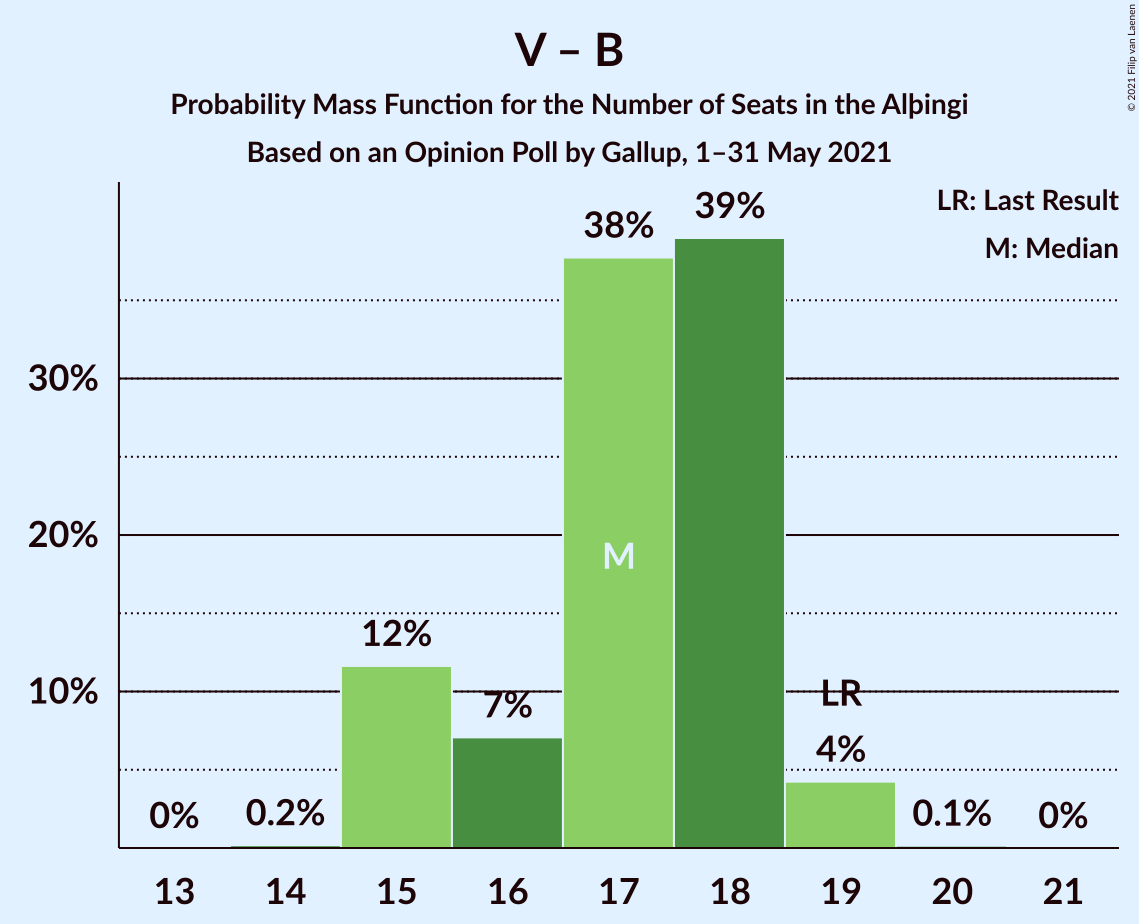 V – B
Probability Mass Function for the Number of Seats in the Alþingi
Based on an Opinion Poll by Gallup, 1–31 May 2021
© 2021 Filip van Laenen
LR: Last Result
M: Median
39%
38%
30%
20%
M
12%
10%
7%
LR
4%
0%
0.2%
0.1%
0%
13 14 15 16 17 18 19 20 21